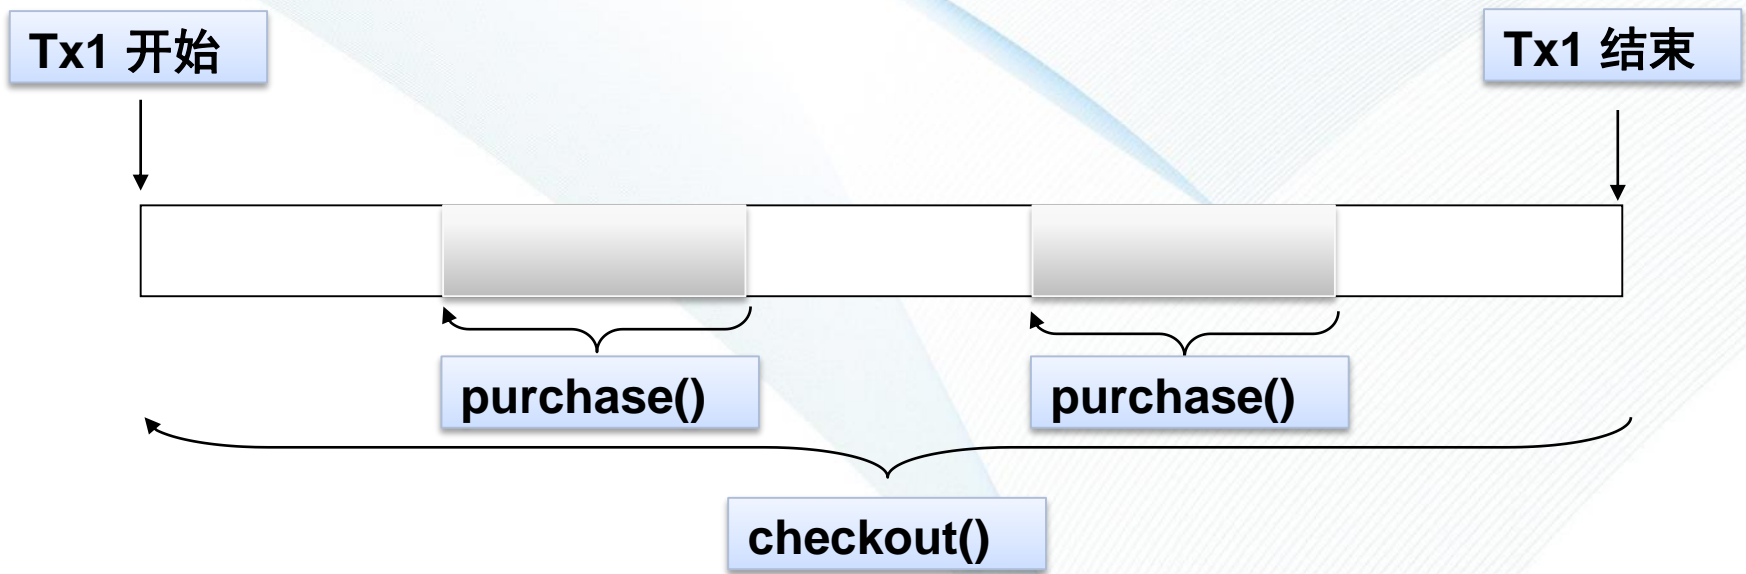 Tx1 开始
Tx1 结束
purchase()
purchase()
checkout()